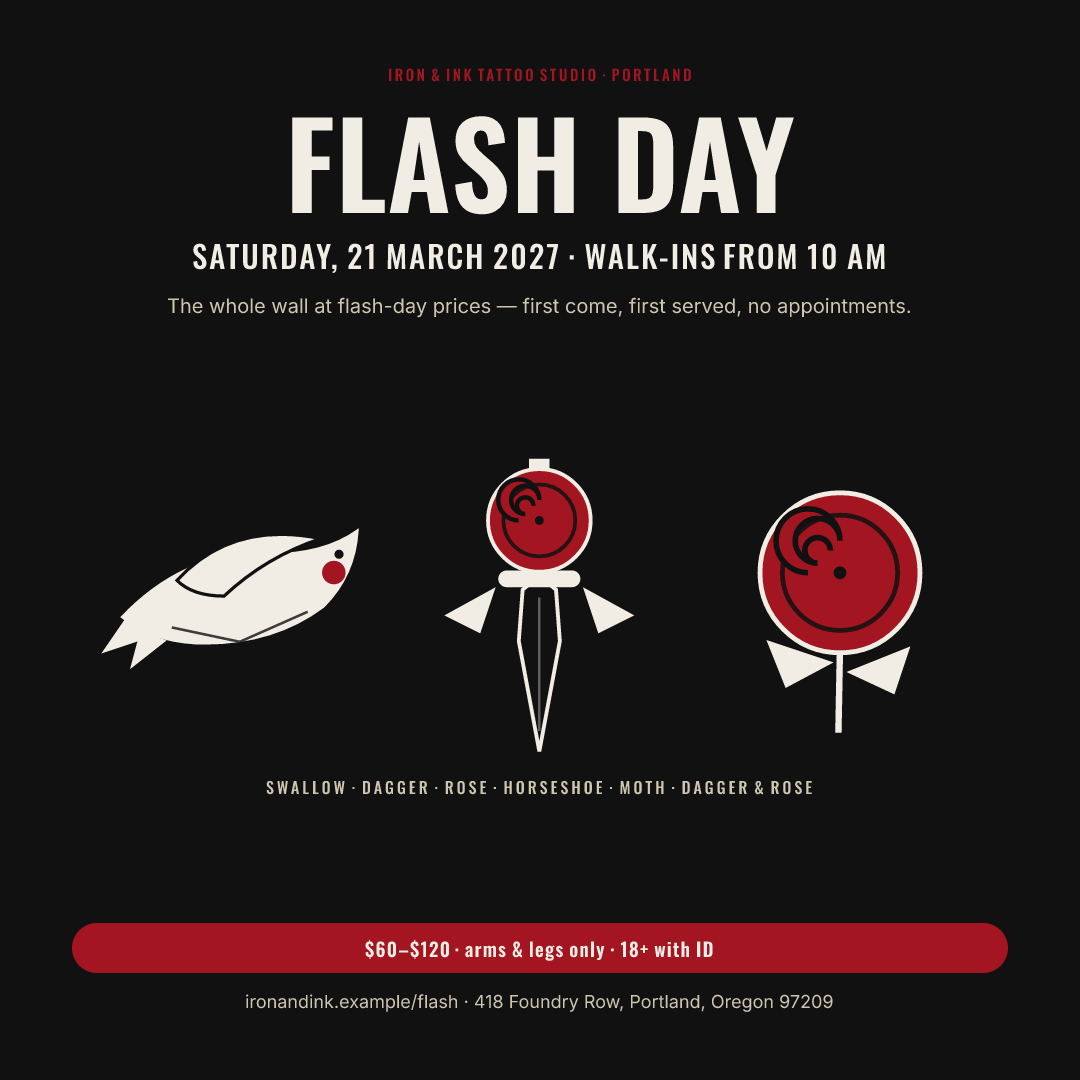 IRON & INK TATTOO STUDIO · PORTLAND
FLASH DAY
SATURDAY, 21 MARCH 2027 · WALK-INS FROM 10 AM
The whole wall at flash-day prices — first come, first served, no appointments.
SWALLOW · DAGGER · ROSE · HORSESHOE · MOTH · DAGGER & ROSE
$60–$120 · arms & legs only · 18+ with ID
ironandink.example/flash · 418 Foundry Row, Portland, Oregon 97209